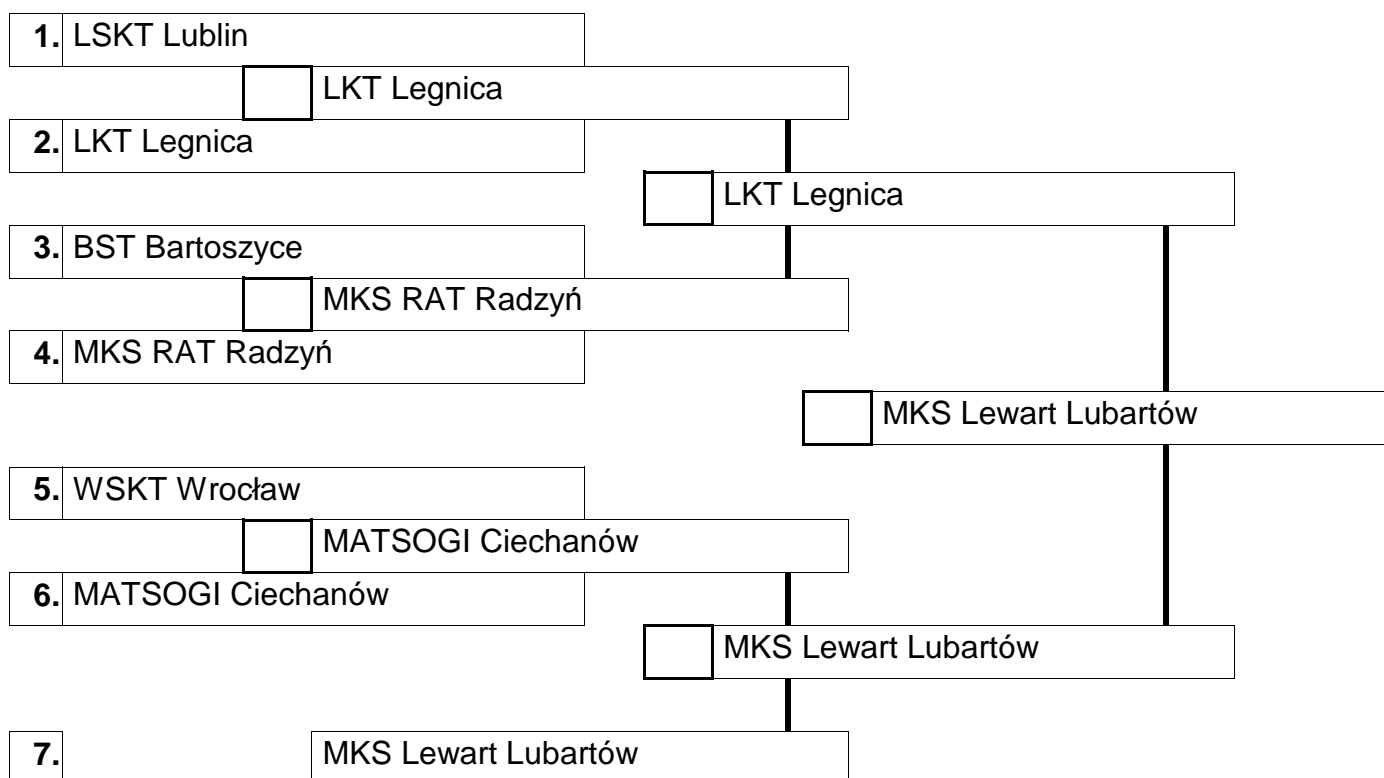 1. LSKT Lublin
LKT Legnica
2. LKT Legnica
LKT Legnica
3. BST Bartoszyce
MKS RAT Radzyń
4. MKS RAT Radzyń
MKS Lewart Lubartów
5. WSKT Wrocław
MATSOGI Ciechanów
6. MATSOGI Ciechanów
MKS Lewart Lubartów
7. MKS Lewart Lubartów